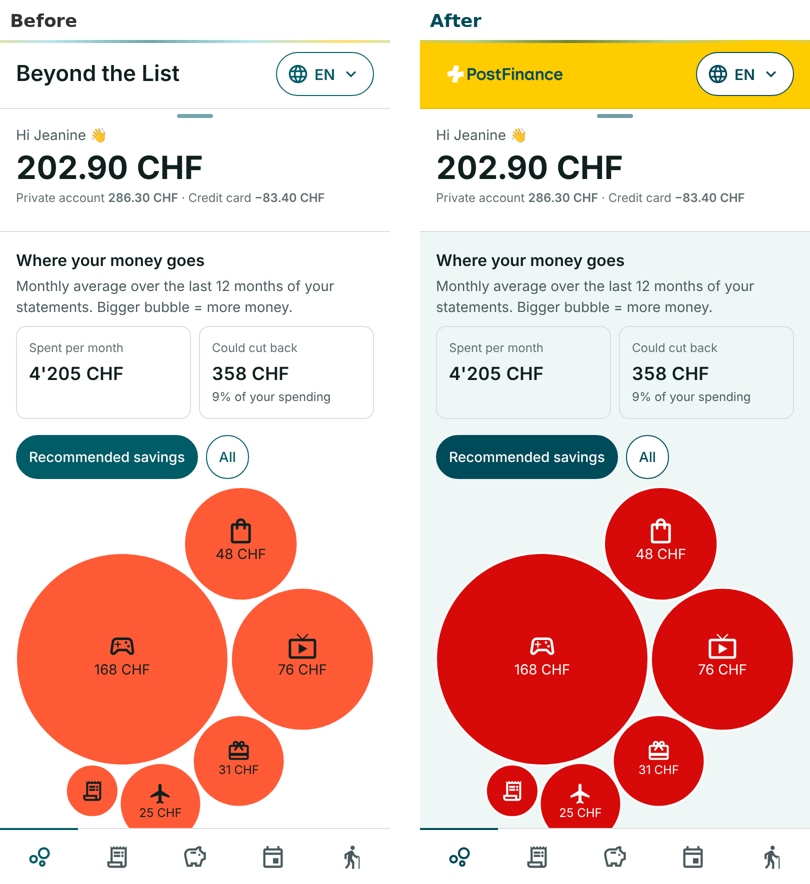 Before
Beyond the List
EN
Hi Jeanine 👋
202.90 CHF
Private account 286.30 CHF · Credit card −83.40 CHF
Where your money goes
Monthly average over the last 12 months of your
statements. Bigger bubble = more money.
Spent per month
4'205 CHF
Could cut back
358 CHF
9% of your spending
Recommended savings
All
48 CHF
168 CHF
76 CHF
31 CHF
25 CHF
After
PostFinance
EN
Hi Jeanine 👋
202.90 CHF
Private account 286.30 CHF · Credit card −83.40 CHF
Where your money goes
Monthly average over the last 12 months of your
statements. Bigger bubble = more money.
Spent per month
4'205 CHF
Could cut back
358 CHF
9% of your spending
Recommended savings
All
48 CHF
168 CHF
76 CHF
31 CHF
25 CHF